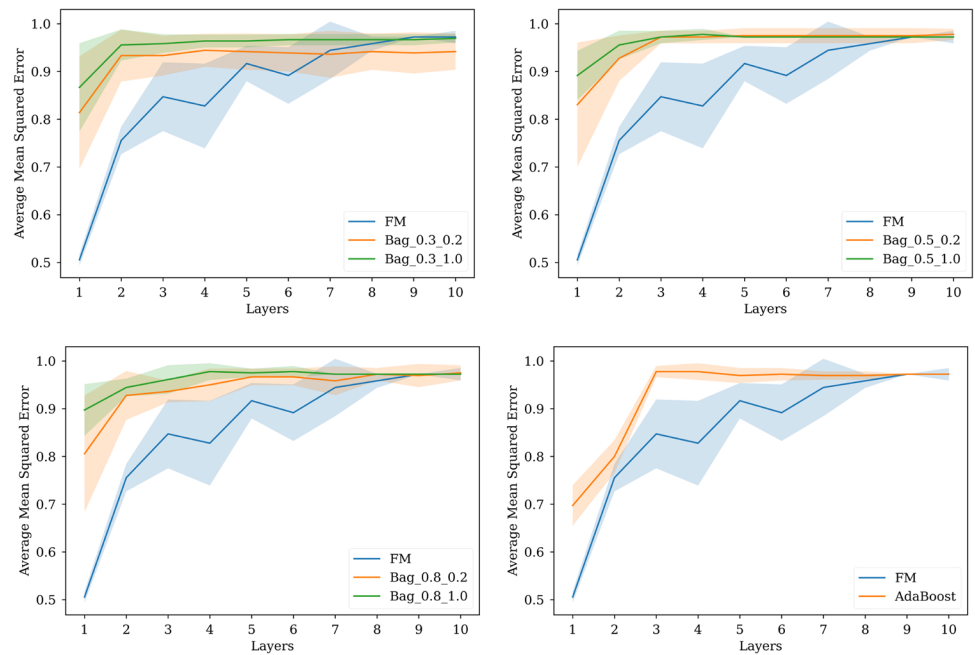 1.0
0.9
0.8
0.7
0.6
0.5
Average Mean Squared Error
1 2 3 4 5 6 7 8 9 10
Layers
FM
Bag_0.3_0.2
Bag_0.3_1.0
1.0
0.9
0.8
0.7
0.6
0.5
Average Mean Squared Error
1 2 3 4 5 6 7 8 9 10
Layers
FM
Bag_0.5_0.2
Bag_0.5_1.0
1.0
0.9
0.8
0.7
0.6
0.5
Average Mean Squared Error
1 2 3 4 5 6 7 8 9 10
Layers
FM
Bag_0.8_0.2
Bag_0.8_1.0
1.0
0.9
0.8
0.7
0.6
0.5
Average Mean Squared Error
1 2 3 4 5 6 7 8 9 10
Layers
FM
AdaBoost